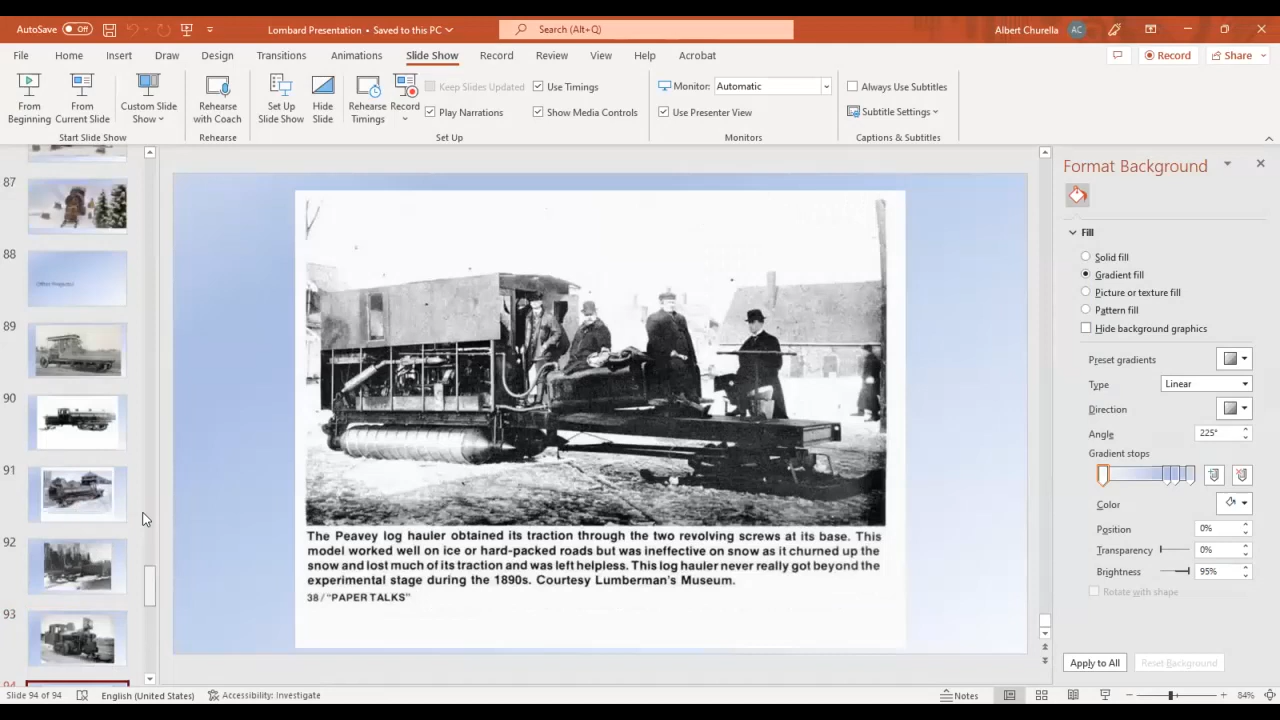 AutoSave Off Lombard Presentation • Saved to this PC Search (Alt+Q) Albert Churella AC
File Home Insert Draw Design Transitions Animations Slide Show Record Review View Help Acrobat Record Share
From Beginning
From Current Slide
Custom Slide Show
Rehearse with Coach
Set Up Slide Show
Hide Slide
Rehearse Timings
Record
Keep Slides Updated
Use Timings
Play Narrations
Show Media Controls
Monitor: Automatic
Use Presenter View
Always Use Subtitles
Subtitle Settings
Start Slide Show Rehearse Set Up Monitors Captions & Subtitles
87
88
89
90
91
92
93
94
The Peavey log hauler obtained its traction through the two revolving screws at its base. This
model worked well on ice or hard-packed roads but was ineffective on snow as it churned up the
snow and lost much of its traction and was left helpless. This log hauler never really got beyond the
experimental stage during the 1890s. Courtesy Lumberman's Museum.
38/"PAPER TALKS"
Format Background
Fill
Solid fill
Gradient fill
Picture or texture fill
Pattern fill
Hide background graphics
Preset gradients
Type Linear
Direction
Angle 225°
Gradient stops
Color
Position 0%
Transparency 0%
Brightness 95%
Rotate with shape
Apply to All Reset Background
Slide 94 of 94 English (United States) Accessibility: Investigate Notes 84%